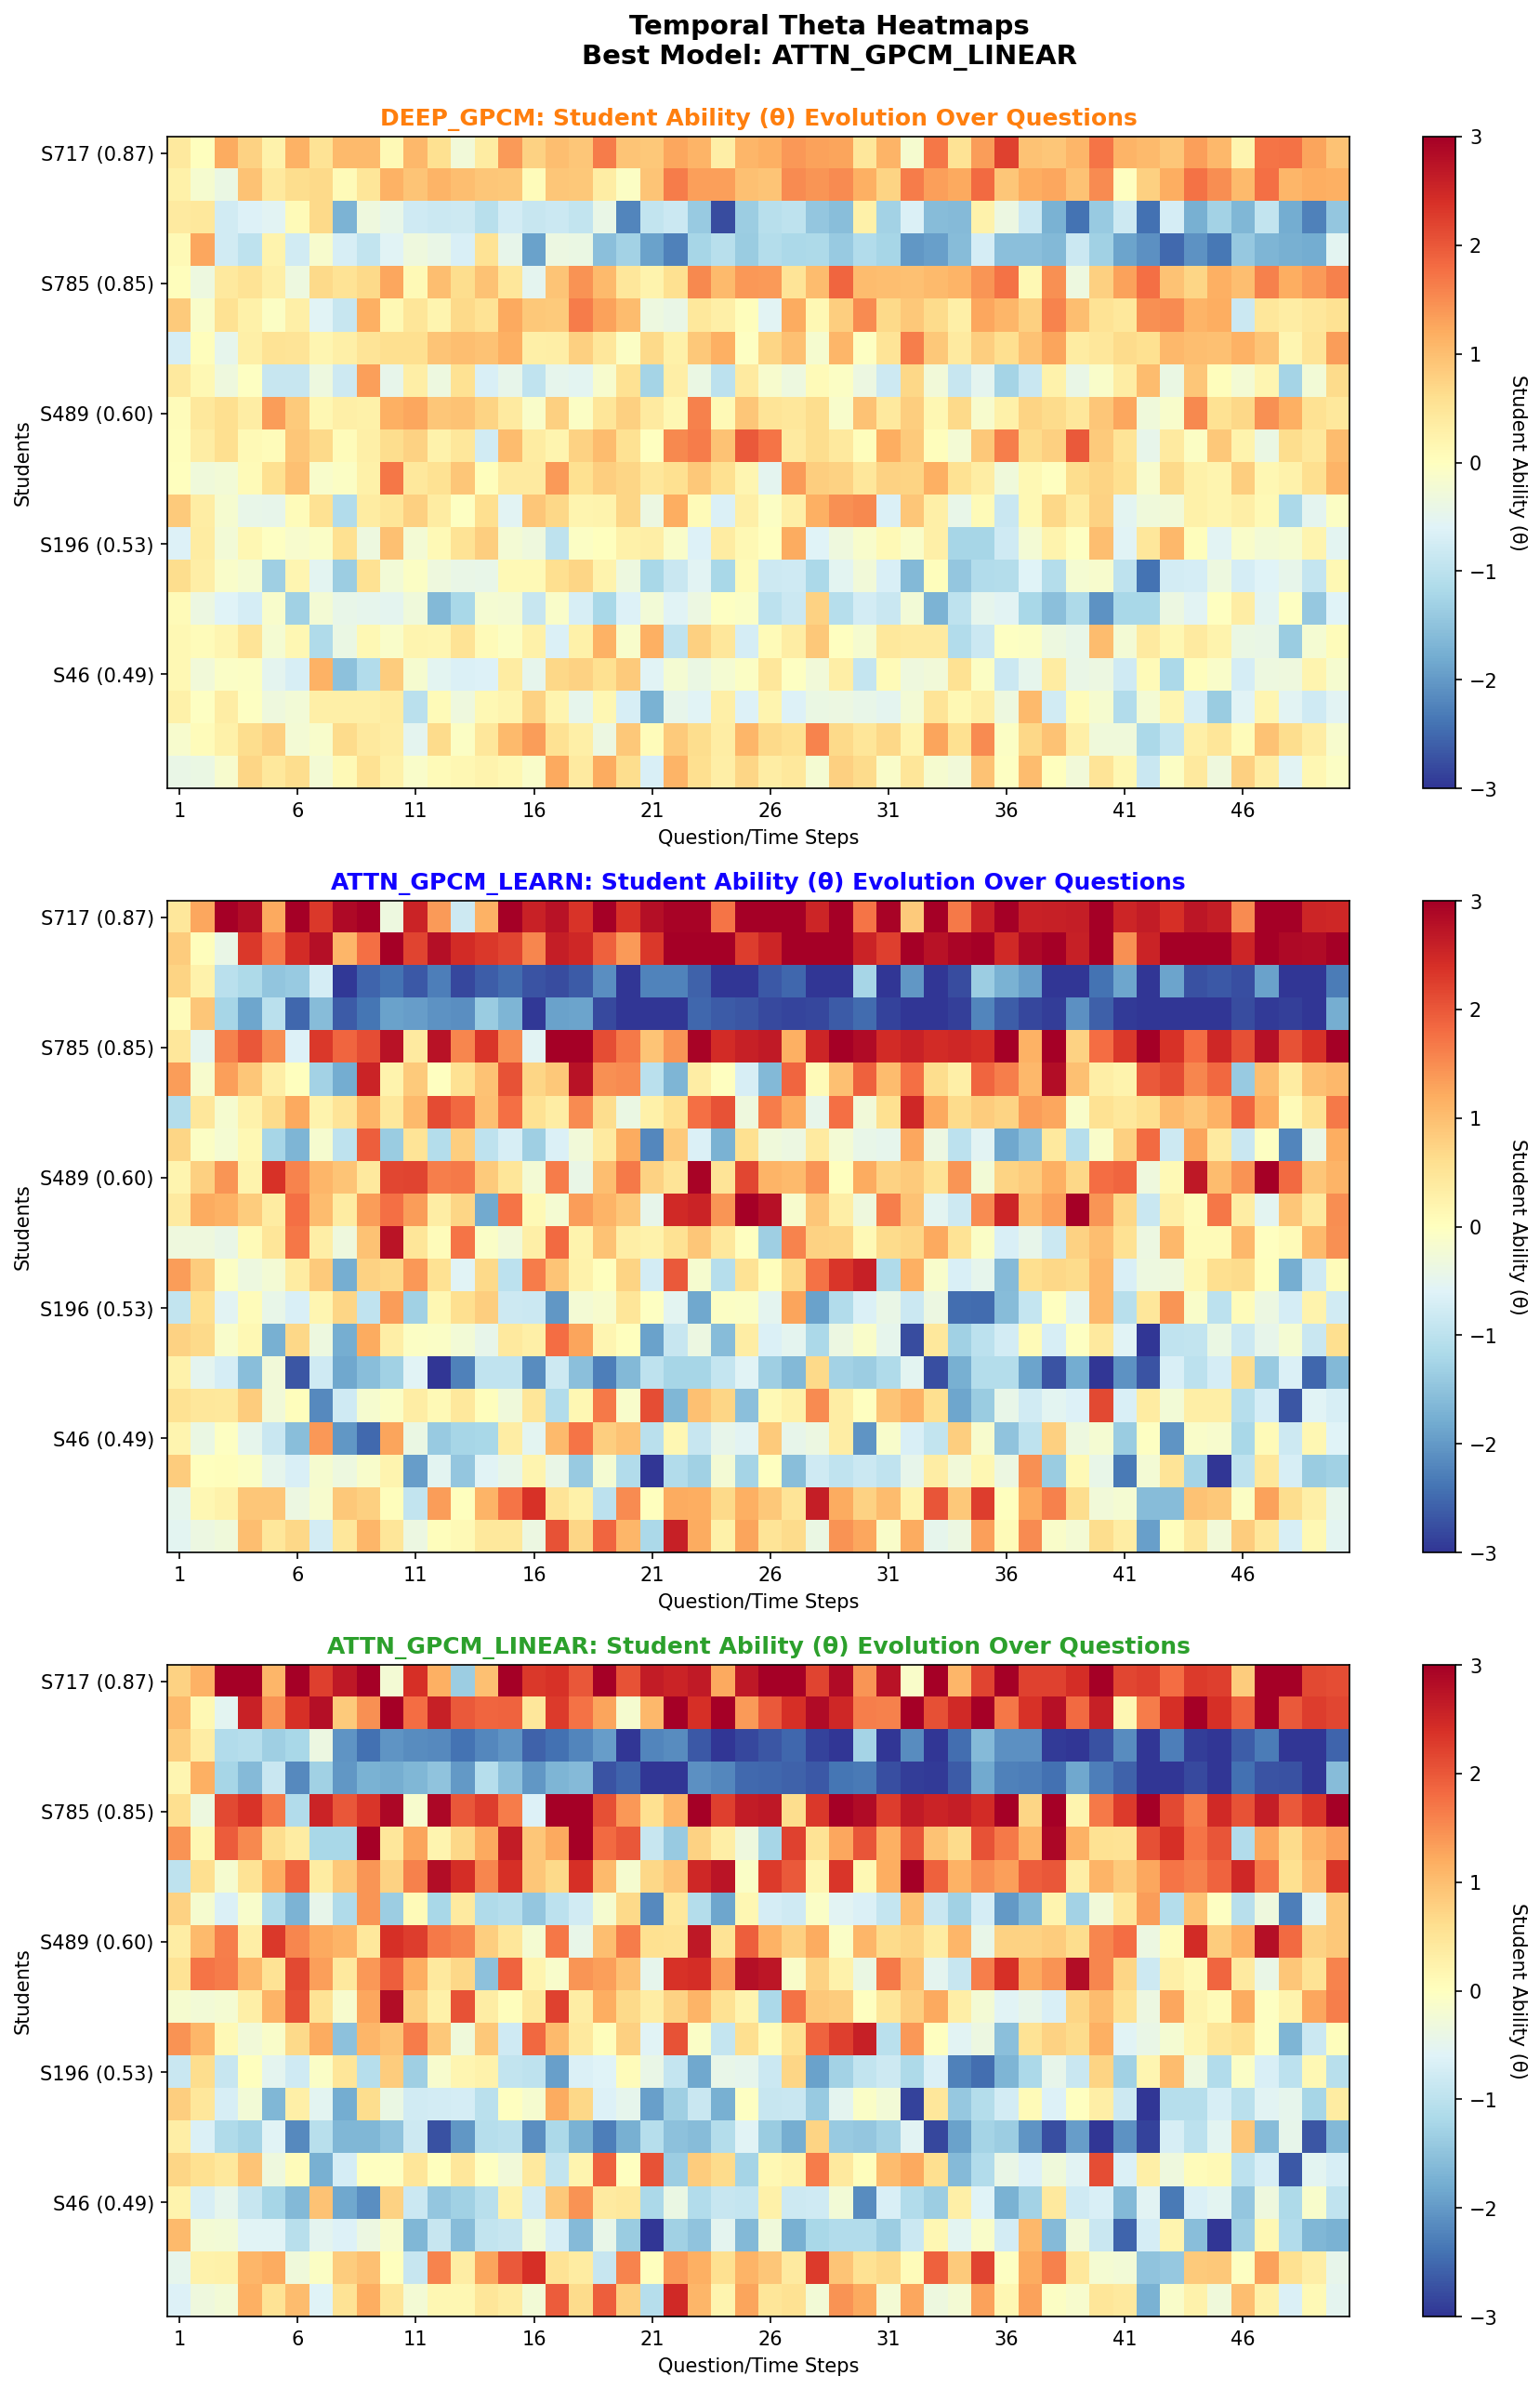 Temporal Theta Heatmaps
Best Model: ATTN_GPCM_LINEAR
DEEP_GPCM: Student Ability (θ) Evolution Over Questions
Students
S717 (0.87)
S785 (0.85)
S489 (0.60)
S196 (0.53)
S46 (0.49)
1 6 11 16 21 26 31 36 41 46
Question/Time Steps
3
2
1
0
−1
−2
−3
Student Ability (θ)
ATTN_GPCM_LEARN: Student Ability (θ) Evolution Over Questions
Students
S717 (0.87)
S785 (0.85)
S489 (0.60)
S196 (0.53)
S46 (0.49)
1 6 11 16 21 26 31 36 41 46
Question/Time Steps
3
2
1
0
−1
−2
−3
Student Ability (θ)
ATTN_GPCM_LINEAR: Student Ability (θ) Evolution Over Questions
Students
S717 (0.87)
S785 (0.85)
S489 (0.60)
S196 (0.53)
S46 (0.49)
1 6 11 16 21 26 31 36 41 46
Question/Time Steps
3
2
1
0
−1
−2
−3
Student Ability (θ)